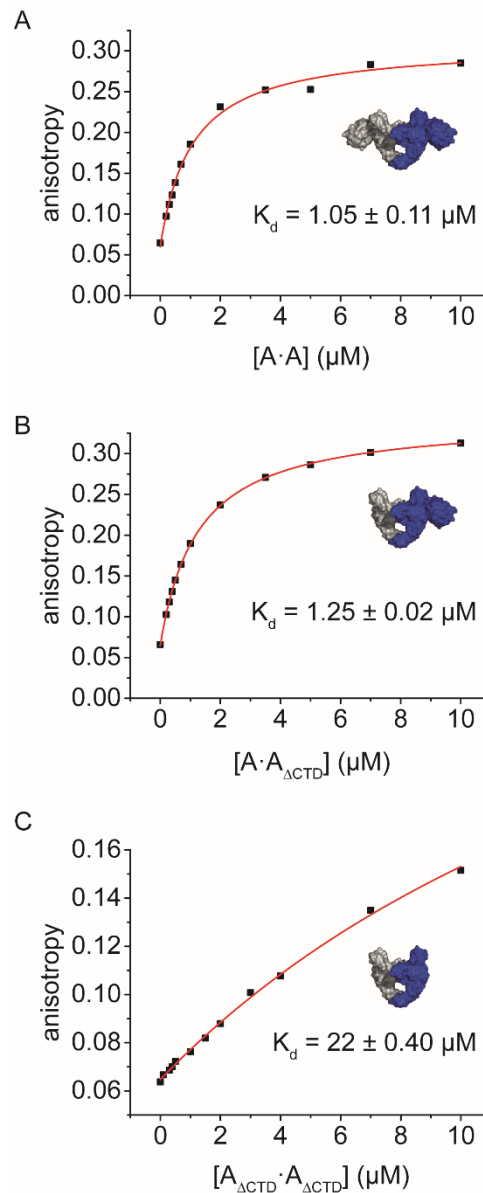 A
0.30
0.25
0.20
0.15
0.10
0.05
0.00
anisotropy
K_d = 1.05 ± 0.11 µM
0 2 4 6 8 10
[A·A] (µM)
B
0.30
0.25
0.20
0.15
0.10
0.05
0.00
anisotropy
K_d = 1.25 ± 0.02 µM
0 2 4 6 8 10
[A·A_ΔCTD] (µM)
C
0.16
0.14
0.12
0.10
0.08
0.06
anisotropy
K_d = 22 ± 0.40 µM
0 2 4 6 8 10
[A_ΔCTD·A_ΔCTD] (µM)